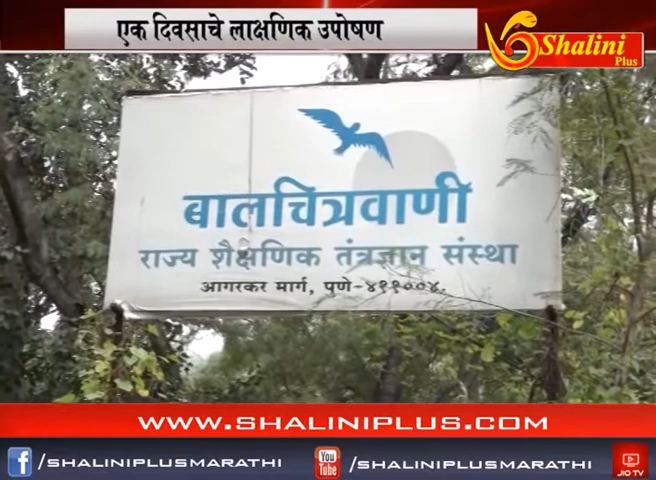 एक दिवसाचे लाक्षणिक उपोषण
Shalini
Plus
बालचित्रवाणी
राज्य शैक्षणिक तंत्रज्ञान संस्था
आगरकर मार्ग, पुणे-४११००४.
WWW.SHALINIPLUS.COM
f /SHALINIPLUSMARATHI
You Tube /SHALINIPLUSMARATHI
JIO TV